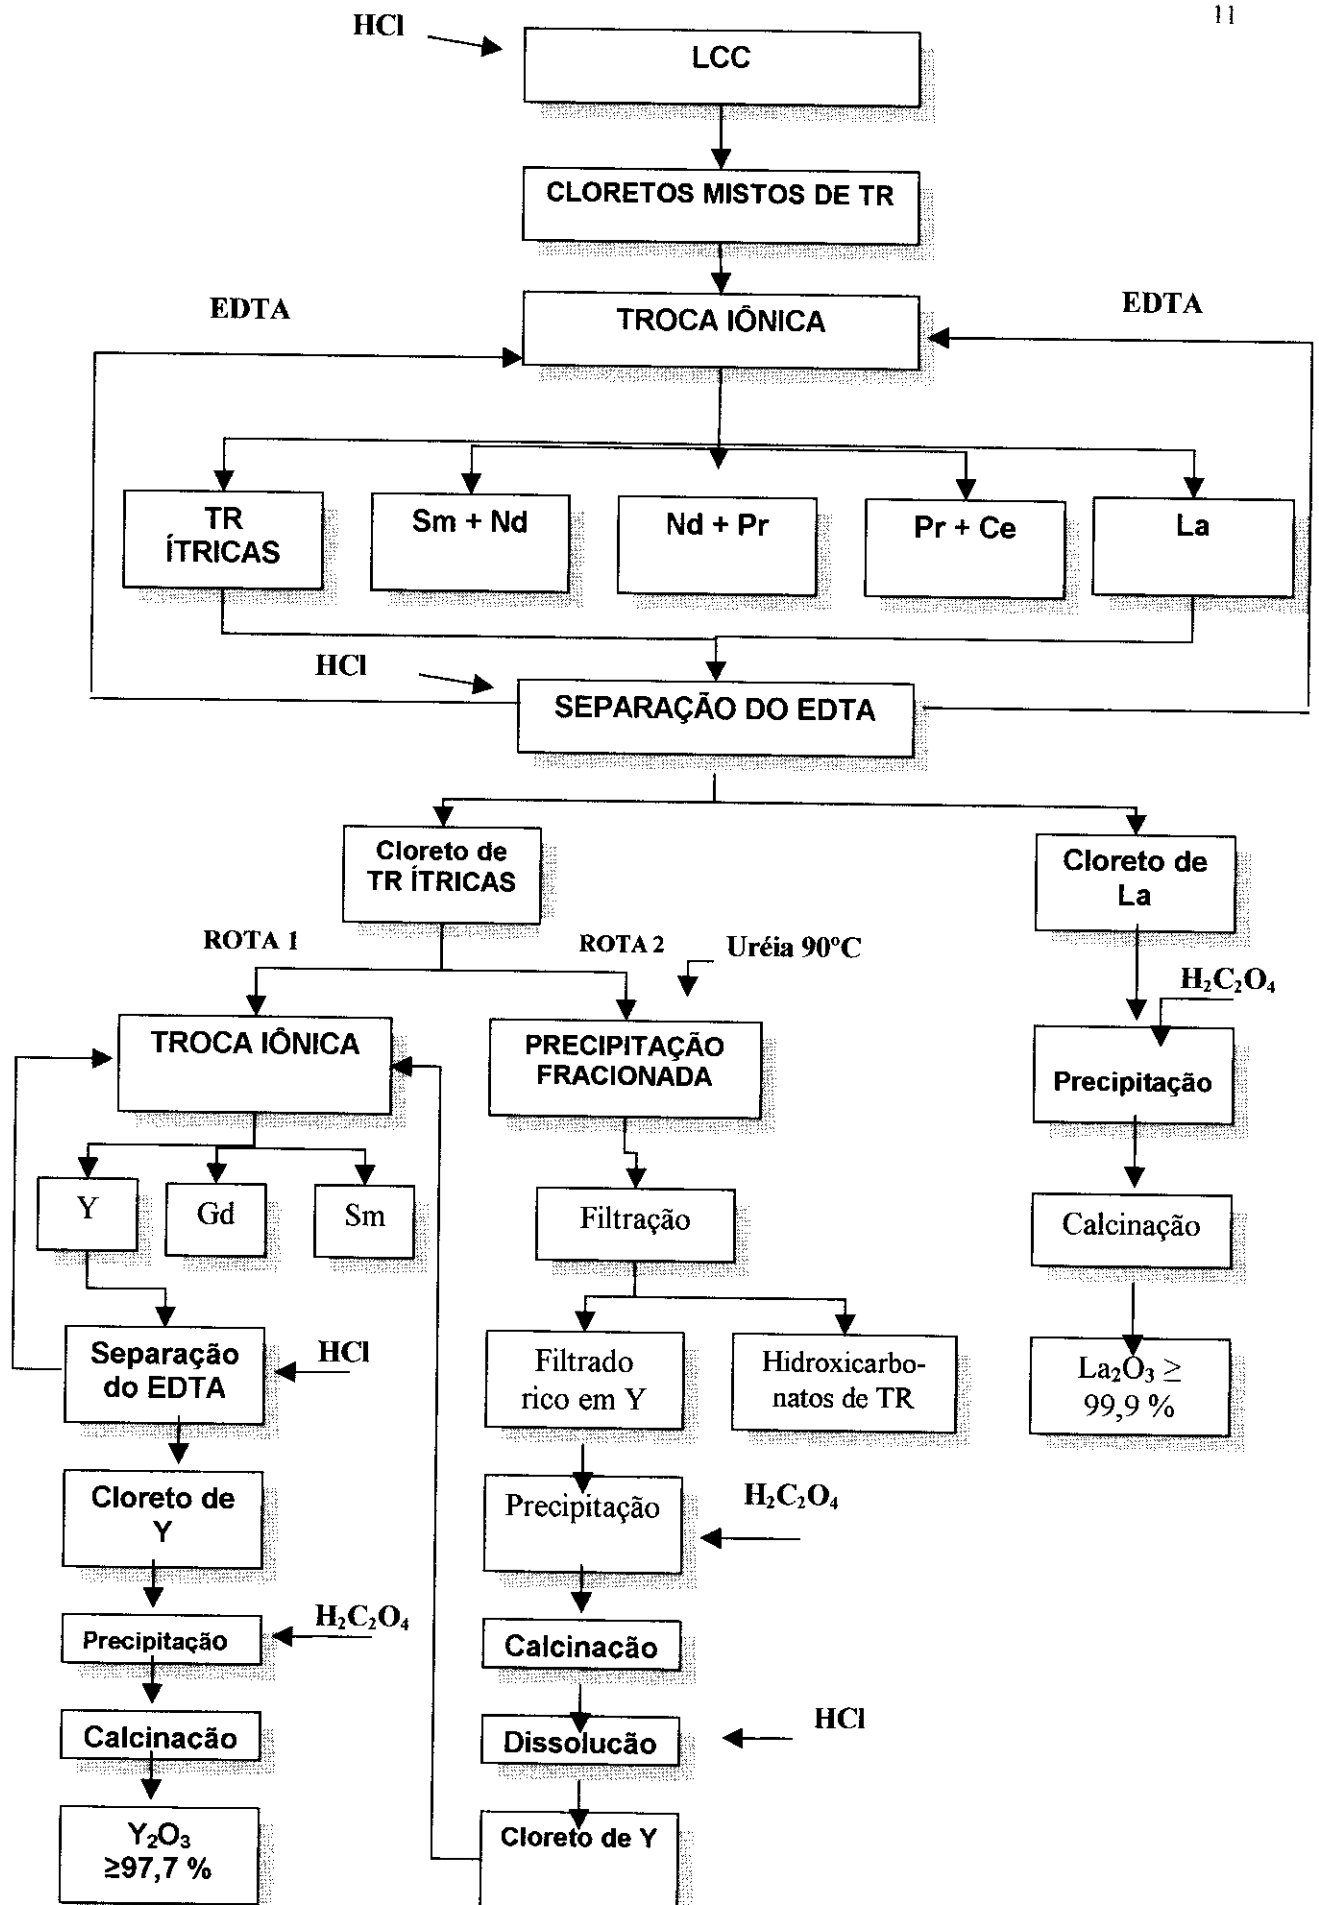 11
HCl
LCC
CLORETOS MISTOS DE TR
EDTA
TROCA IÔNICA
EDTA
TR
ÍTRICAS
Sm + Nd
Nd + Pr
Pr + Ce
La
HCl
SEPARAÇÃO DO EDTA
Cloreto de
TR ÍTRICAS
Cloreto de
La
ROTA 1
ROTA 2
Uréia 90ºC
H₂C₂O₄
TROCA IÔNICA
PRECIPITAÇÃO
FRACIONADA
Precipitação
Y
Gd
Sm
Filtração
Calcinação
Separação
do EDTA
HCl
Filtrado
rico em Y
Hidroxicarbo-
natos de TR
La₂O₃ ≥
99,9 %
Cloreto de
Y
Precipitação
H₂C₂O₄
Precipitação
H₂C₂O₄
Calcinação
Calcinação
Dissolucão
HCl
Y₂O₃
≥97,7 %
Cloreto de Y